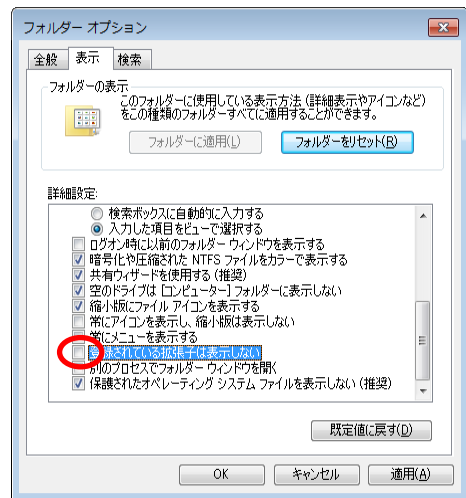 フォルダー オプション
全般 表示 検索
フォルダーの表示
このフォルダーに使用している表示方法（詳細表示やアイコンなど）
をこの種類のフォルダーすべてに適用することができます。
フォルダーに適用(L) フォルダーをリセット(R)
詳細設定:
検索ボックスに自動的に入力する
入力した項目をビューで選択する
ログオン時に以前のフォルダー ウィンドウを表示する
暗号化や圧縮された NTFS ファイルをカラーで表示する
共有ウィザードを使用する (推奨)
空のドライブは [コンピューター] フォルダーに表示しない
縮小版にファイル アイコンを表示する
常にアイコンを表示し、縮小版は表示しない
常にメニューを表示する
登録されている拡張子は表示しない
別のプロセスでフォルダー ウィンドウを開く
保護されたオペレーティング システム ファイルを表示しない (推奨)
既定値に戻す(D)
OK キャンセル 適用(A)